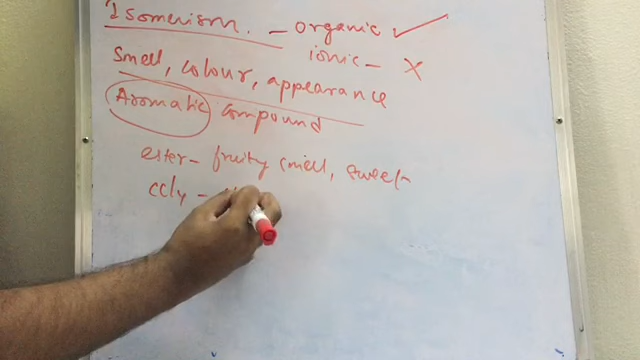 Isomerism. - organic ✓
ionic - X
Smell, colour, appearance
Aromatic compound
ester - fruity smell, sweet
ccl4 -